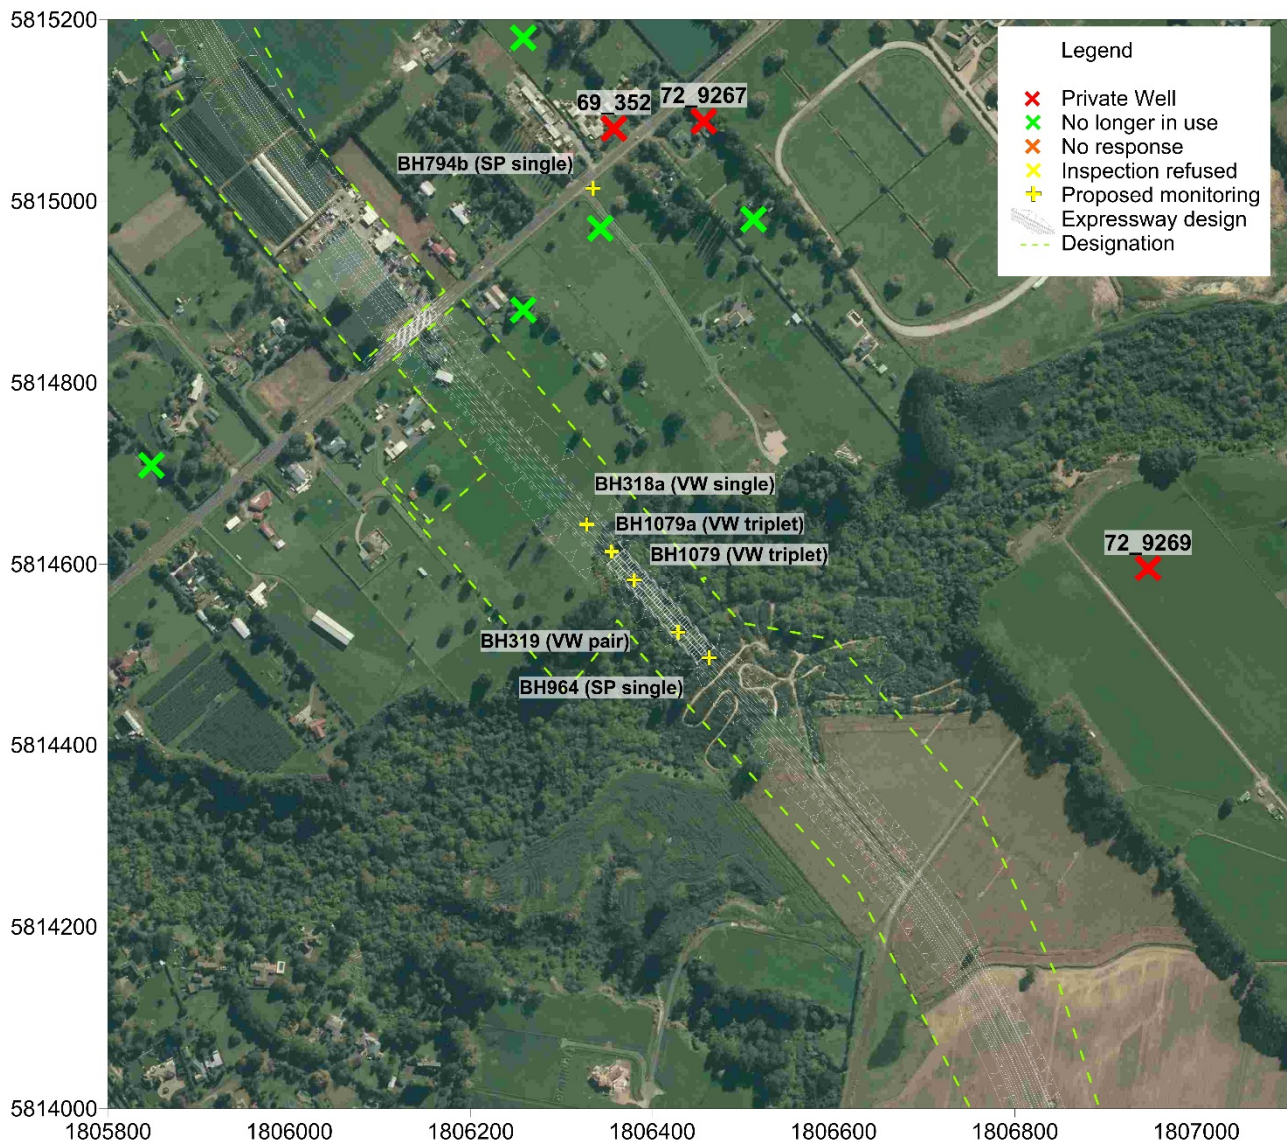 5815200
5815000
5814800
5814600
5814400
5814200
5814000
1805800
1806000
1806200
1806400
1806600
1806800
1807000
Legend
Private Well
No longer in use
No response
Inspection refused
Proposed monitoring
Expressway design
Designation
69_352
72_9267
BH794b (SP single)
BH318a (VW single)
BH1079a (VW triplet)
BH1079 (VW triplet)
72_9269
BH319 (VW pair)
BH964 (SP single)